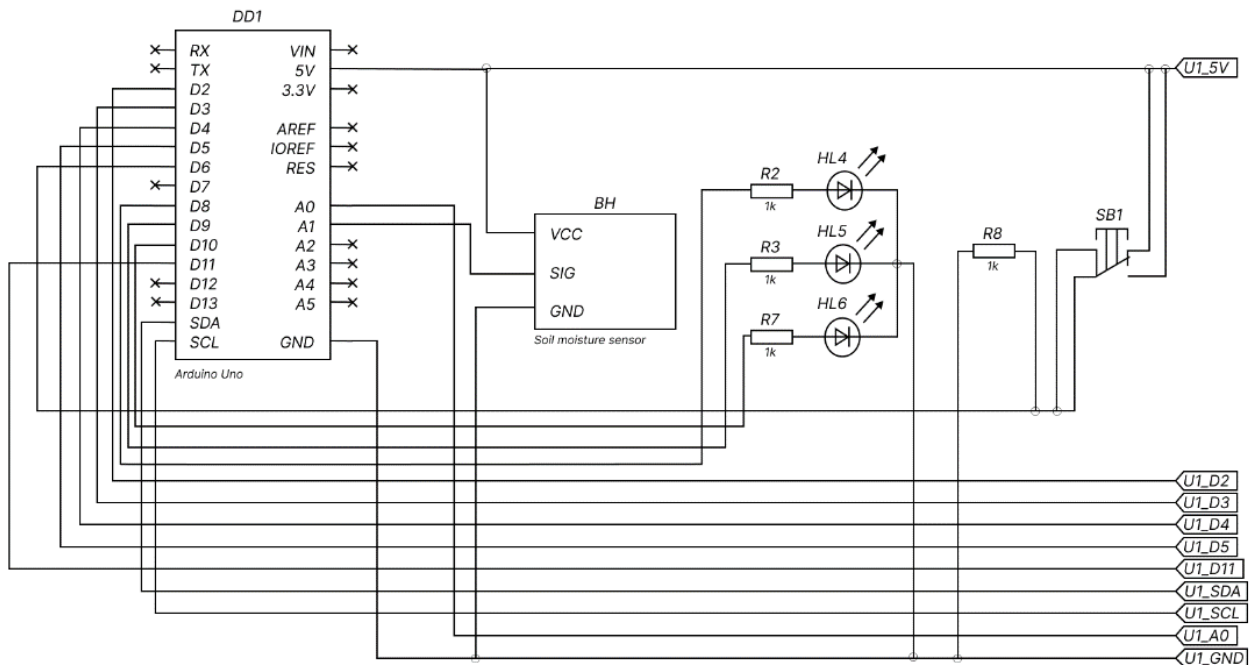 DD1
RX VIN
TX 5V
D2 3.3V
D3
D4 AREF
D5 IOREF
D6 RES
D7
D8 A0
D9 A1
D10 A2
D11 A3
D12 A4
D13 A5
SDA
SCL GND
Arduino Uno
BH
VCC
SIG
GND
Soil moisture sensor
R2
1k
HL4
R3
1k
HL5
R7
1k
HL6
R8
1k
SB1
U1_5V
U1_D2
U1_D3
U1_D4
U1_D5
U1_D11
U1_SDA
U1_SCL
U1_A0
U1_GND